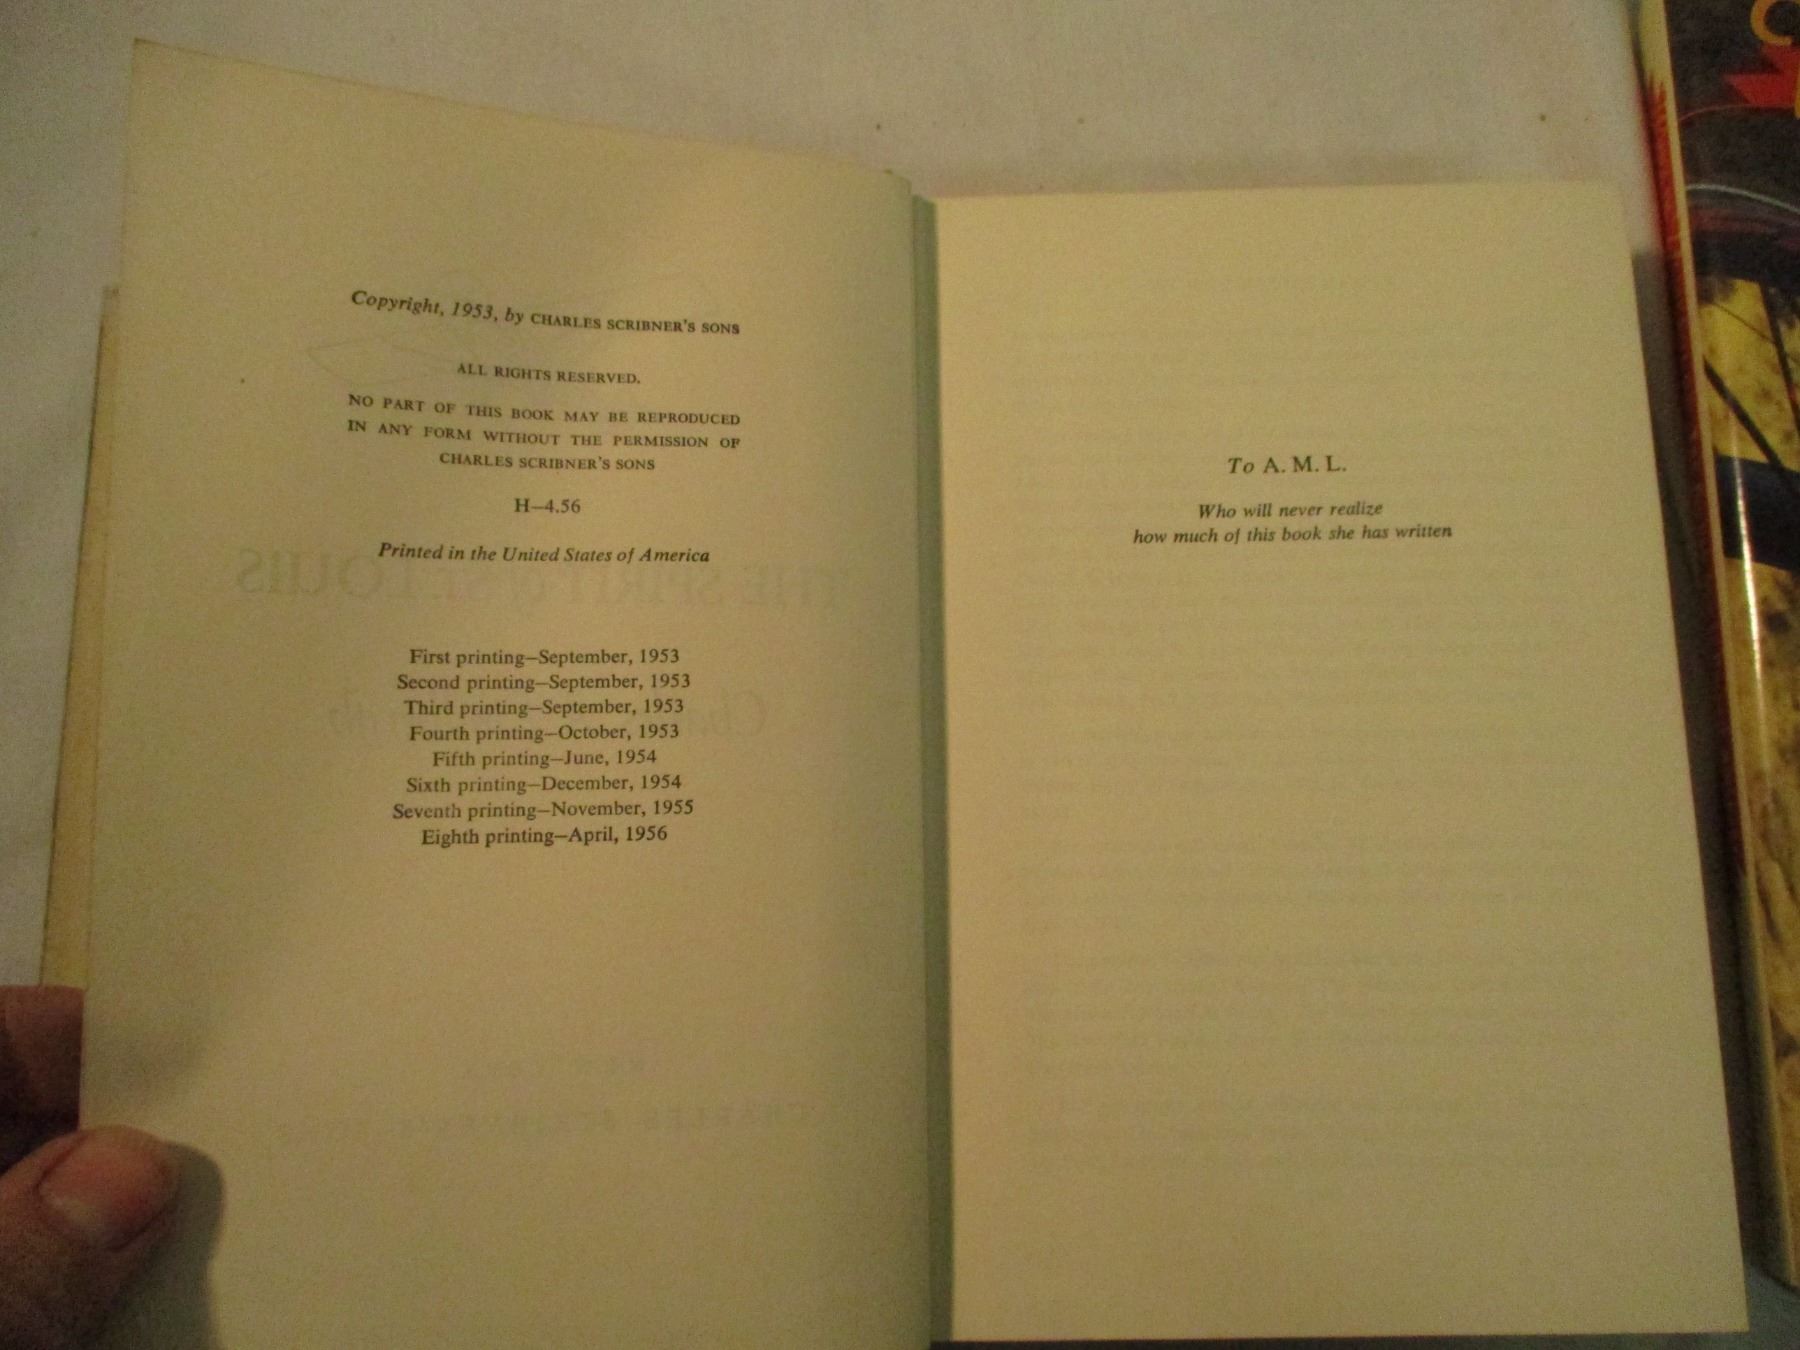 Copyright, 1953, by CHARLES SCRIBNER'S SONS
ALL RIGHTS RESERVED.
NO PART OF THIS BOOK MAY BE REPRODUCED
IN ANY FORM WITHOUT THE PERMISSION OF
CHARLES SCRIBNER'S SONS
H–4.56
Printed in the United States of America
First printing—September, 1953
Second printing—September, 1953
Third printing—September, 1953
Fourth printing—October, 1953
Fifth printing—June, 1954
Sixth printing—December, 1954
Seventh printing—November, 1955
Eighth printing—April, 1956
To A. M. L.
Who will never realize
how much of this book she has written